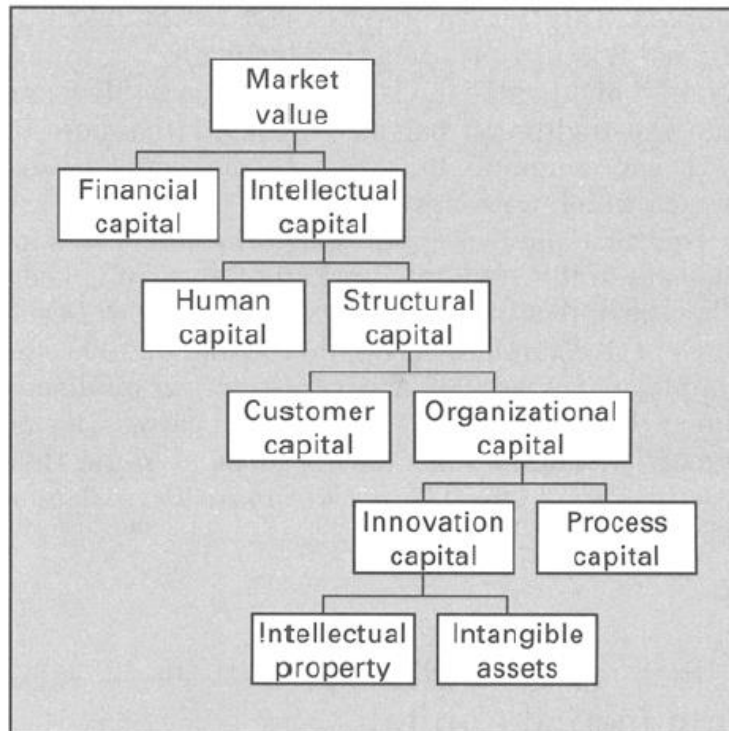 Market
value
Financial
capital
Intellectual
capital
Human
capital
Structural
capital
Customer
capital
Organizational
capital
Innovation
capital
Process
capital
Intellectual
property
Intangible
assets